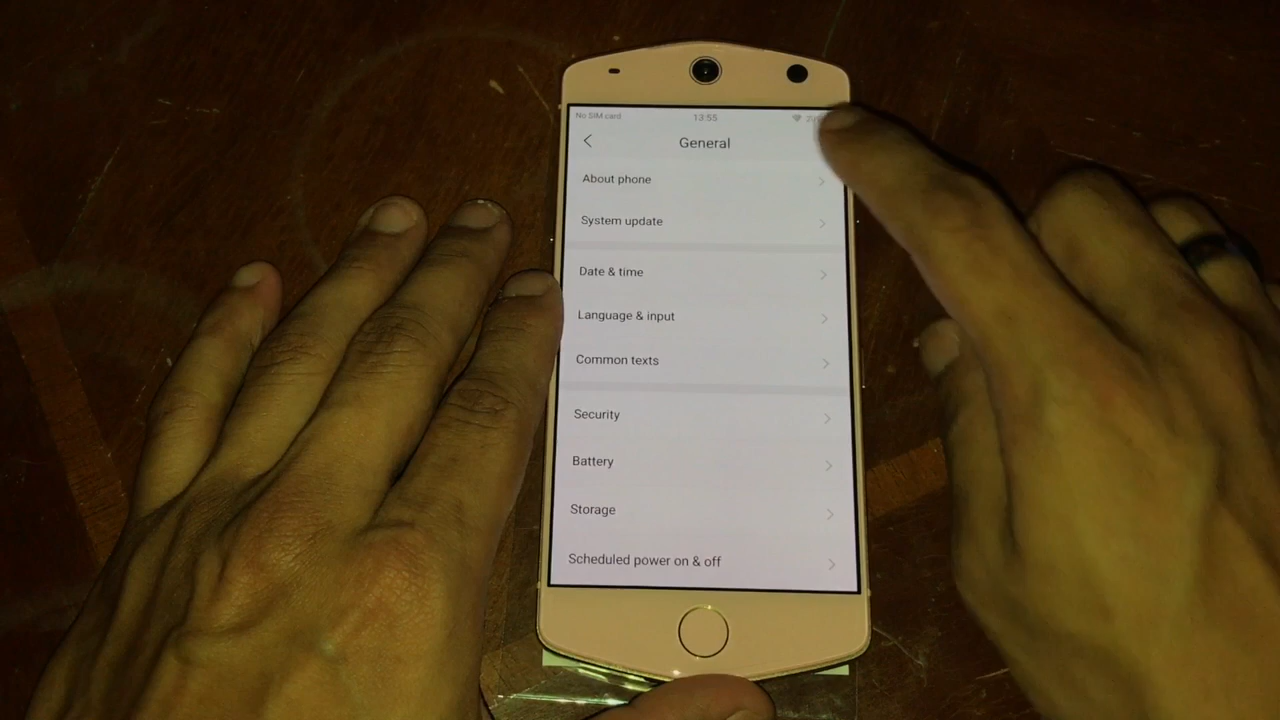 No SIM card 13:55
General
About phone
System update
Date & time
Language & input
Common texts
Security
Battery
Storage
Scheduled power on & off